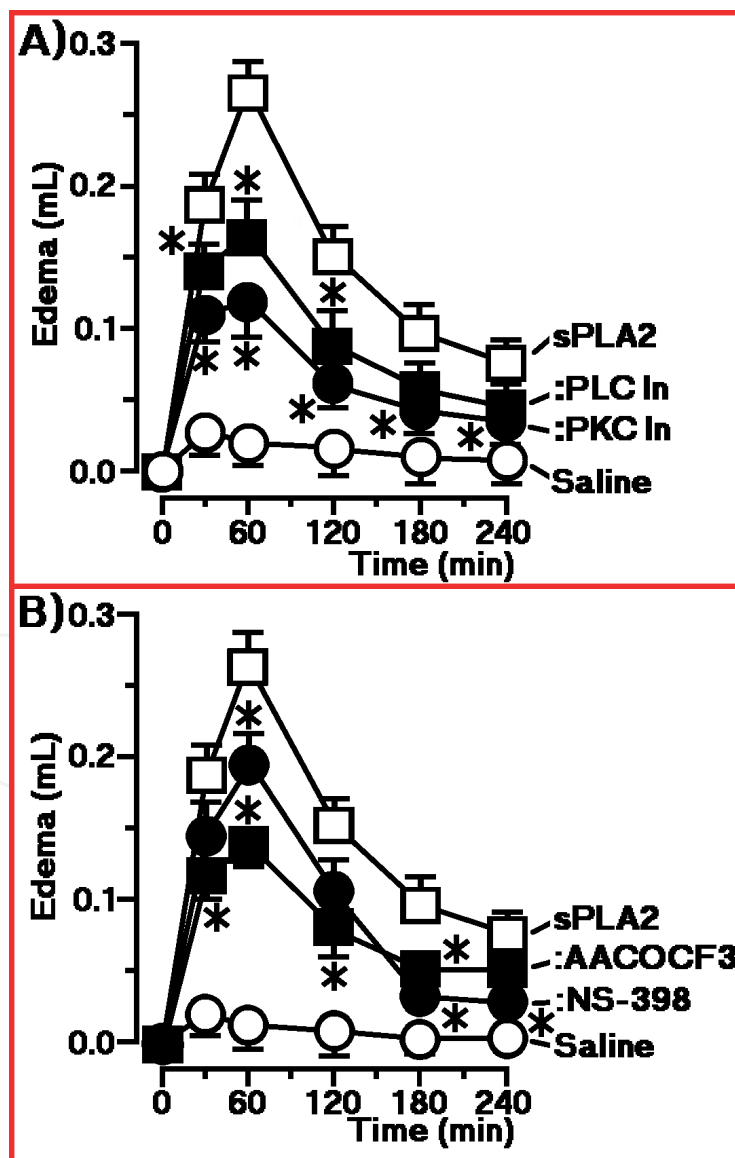 A)
0.3
0.2
0.1
0.0
Edema (mL)
*
*
*
*
*
*
*
*
sPLA2
:PLC In
:PKC In
Saline
0 60 120 180 240
Time (min)
B)
0.3
0.2
0.1
0.0
Edema (mL)
*
*
*
*
*
*
*
sPLA2
:AACOCF3
:NS-398
Saline
0 60 120 180 240
Time (min)